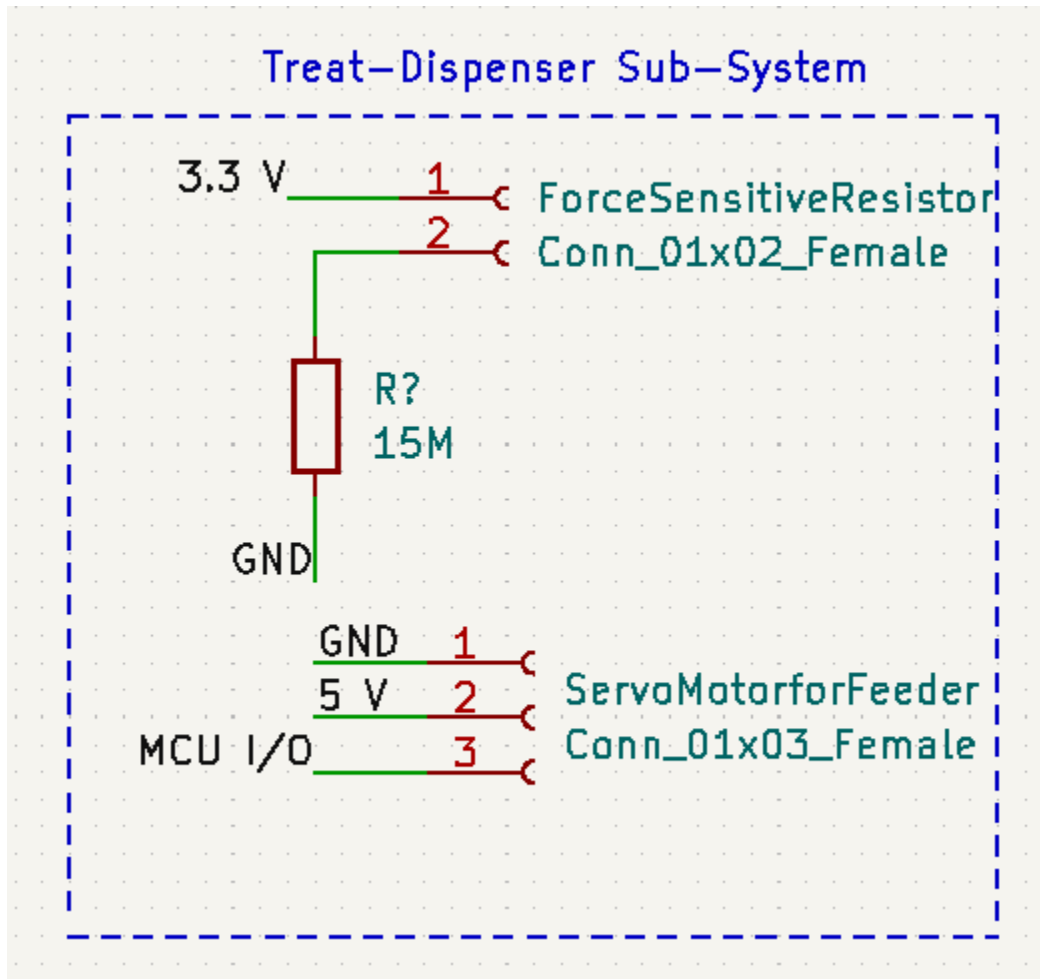 Treat-Dispenser Sub-System
3.3 V
1
ForceSensitiveResistor
2
Conn_01x02_Female
R?
15M
GND
GND
1
5 V
2
ServoMotorforFeeder
MCU I/O
3
Conn_01x03_Female